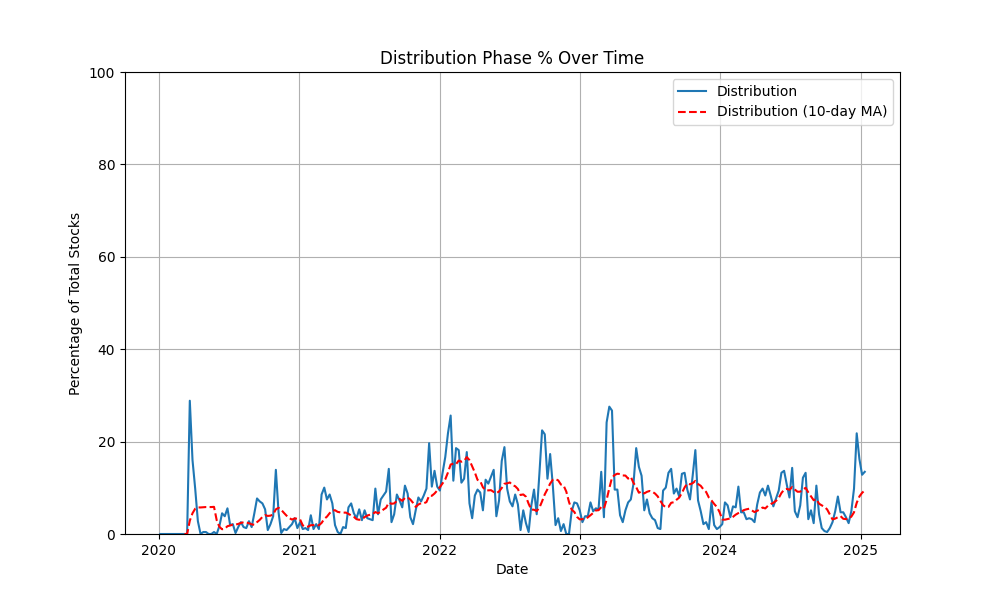 Distribution Phase % Over Time
Percentage of Total Stocks
100
80
60
40
20
0
Distribution
Distribution (10-day MA)
2020
2021
2022
2023
2024
2025
Date